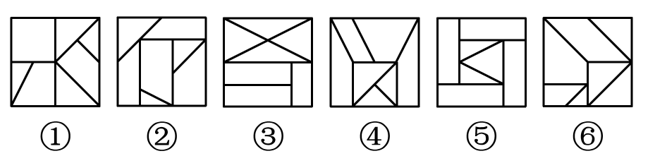 ① ② ③ ④ ⑤ ⑥